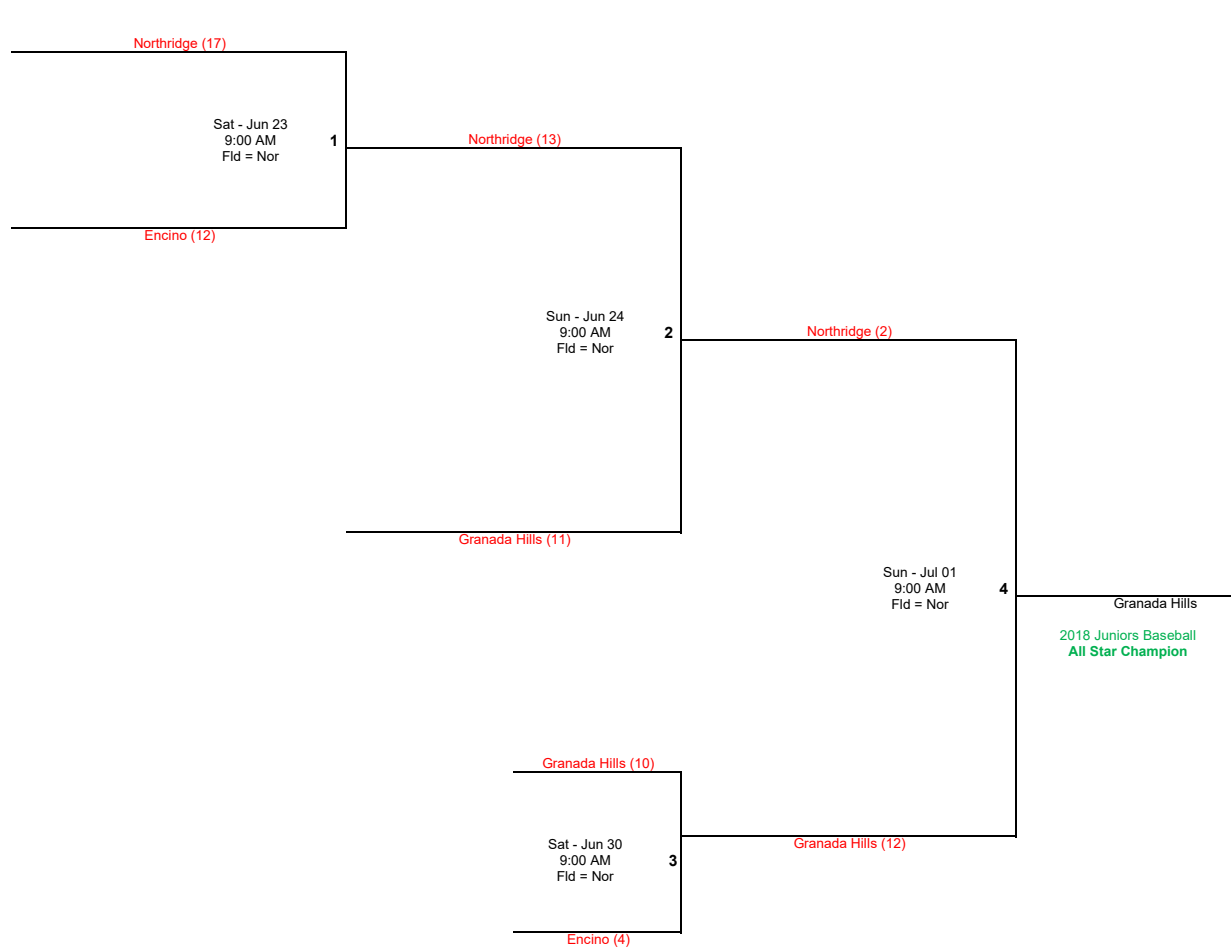 Northridge (17)
Sat - Jun 23
9:00 AM
Fld = Nor
1
Encino (12)
Northridge (13)
Sun - Jun 24
9:00 AM
Fld = Nor
2
Granada Hills (11)
Northridge (2)
Sun - Jul 01
9:00 AM
Fld = Nor
4
Granada Hills
2018 Juniors Baseball
All Star Champion
Granada Hills (10)
Sat - Jun 30
9:00 AM
Fld = Nor
3
Encino (4)
Granada Hills (12)